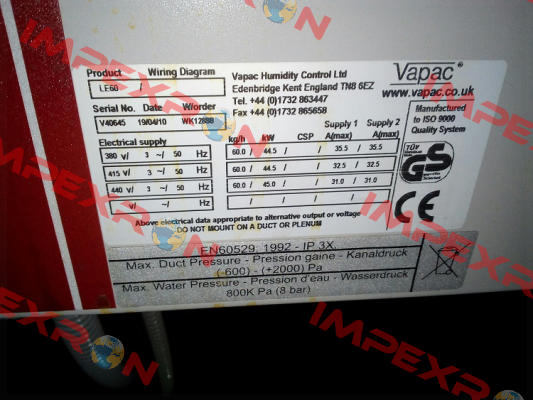 Product Wiring Diagram
LE60 /
Serial No. Date W/order
V40645 19/04/10 WK12888
Electrical supply
380 v/ 3 ~/ 50 Hz
415 v/ 3 ~/ 50 Hz
440 v/ 3 ~/ 50 Hz
v/ ~/ Hz
Vapac Humidity Control Ltd
Edenbridge Kent England TN8 6EZ
Tel. +44 (0)1732 863447
Fax +44 (0)1732 865658
Supply 1 Supply 2
kg/h kW CSP A(max) A(max)
60.0 / 44.5 / / 35.5 / 35.5
60.0 / 44.5 / / 32.5 / 32.5
60.0 / 45.0 / / 31.0 / 31.0
Vapac®
www.vapac.co.uk
Manufactured
to ISO 9000
Quality System
TÜV
GS
CE
Above electrical data appropriate to alternative output or voltage
DO NOT MOUNT ON A DUCT OR PLENUM
EN60529: 1992 - IP 3X
Max. Duct Pressure - Pression gaine - Kanaldruck
(-600) - (+2000) Pa
Max. Water Pressure - Pression d'eau - Wasserdruck
800K Pa (8 bar)
IMPEXRON